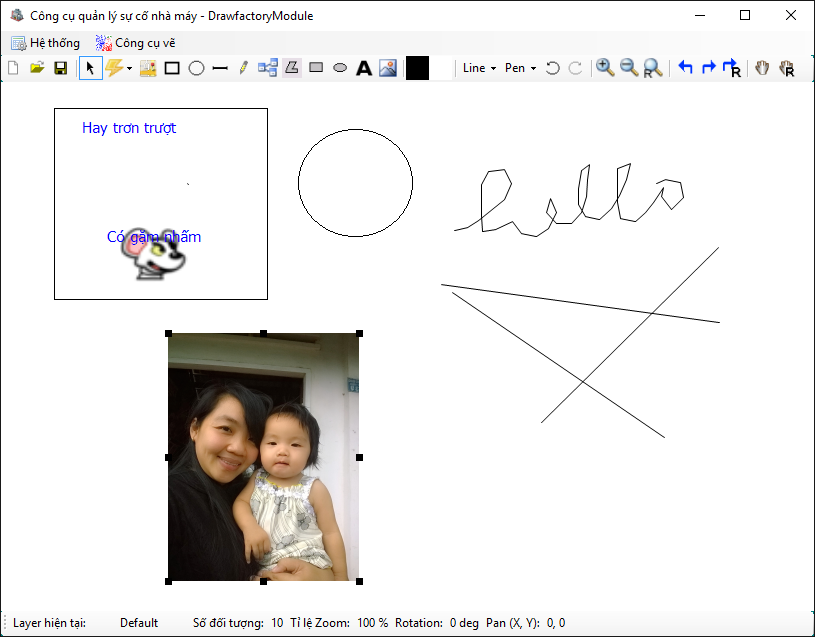 Công cụ quản lý sự cố nhà máy - DrawfactoryModule
Hệ thống Công cụ vẽ
A Line Pen R R R
Hay trơn trượt
hello
Có gặm nhấm
Layer hiện tại: Default Số đối tượng: 10 Tỉ lệ Zoom: 100 % Rotation: 0 deg Pan (X, Y): 0, 0